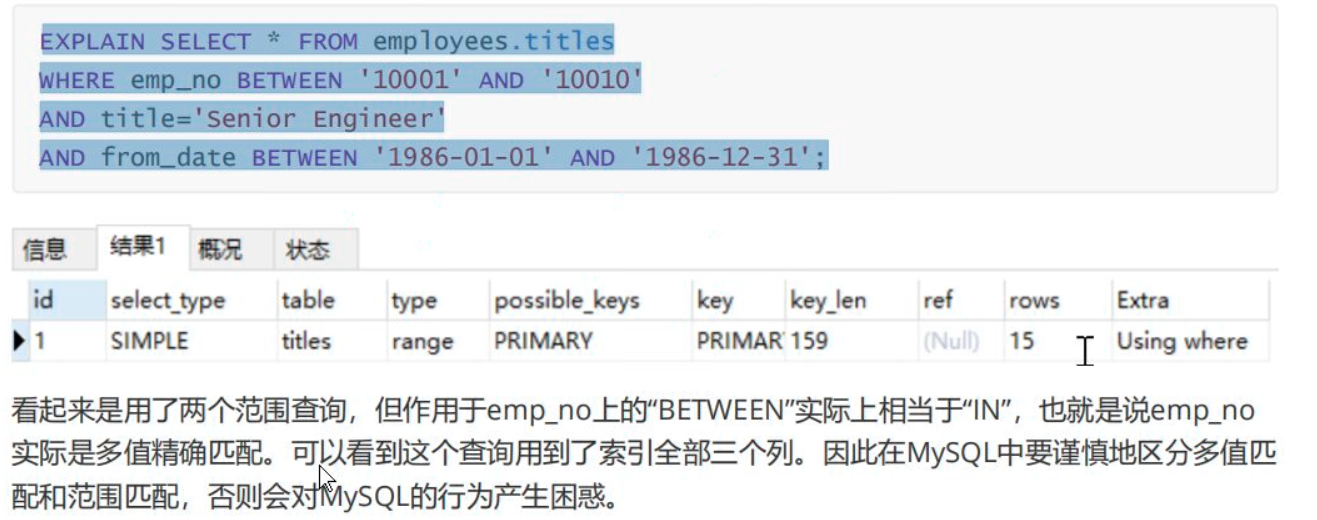 EXPLAIN SELECT * FROM employees.titles
WHERE emp_no BETWEEN '10001' AND '10010'
AND title='Senior Engineer'
AND from_date BETWEEN '1986-01-01' AND '1986-12-31';
信息 结果1 概况 状态
id select_type table type possible_keys key key_len ref rows Extra
1 SIMPLE titles range PRIMARY PRIMAR 159 (Null) 15 Using where
看起来是用了两个范围查询，但作用于emp_no上的“BETWEEN”实际上相当于“IN”，也就是说emp_no
实际是多值精确匹配。可以看到这个查询用到了索引全部三个列。因此在MySQL中要谨慎地区分多值匹
配和范围匹配，否则会对MySQL的行为产生困惑。